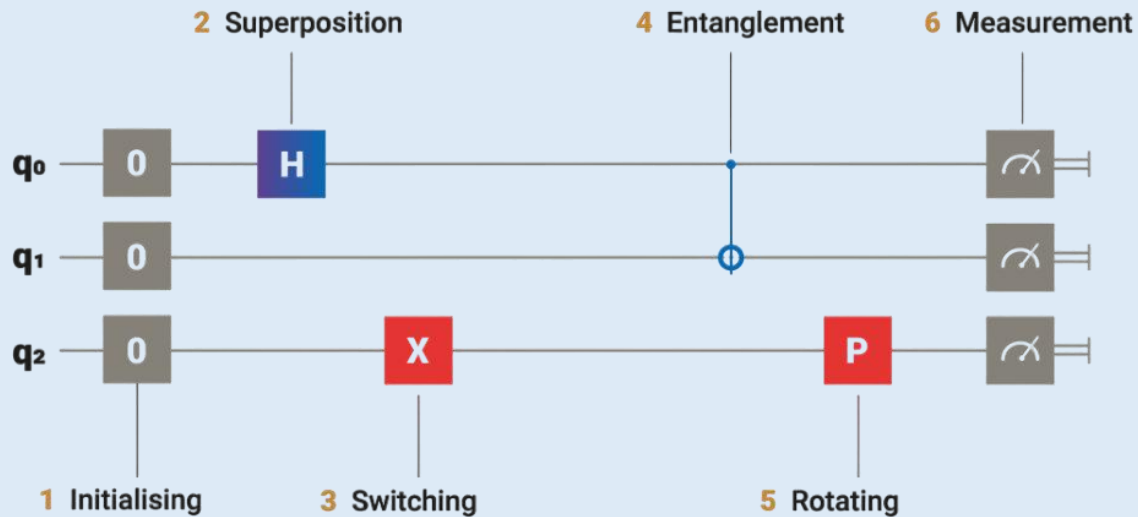 2 Superposition
4 Entanglement
6 Measurement
q₀ 0 H
q₁ 0
q₂ 0 X P
1 Initialising
3 Switching
5 Rotating